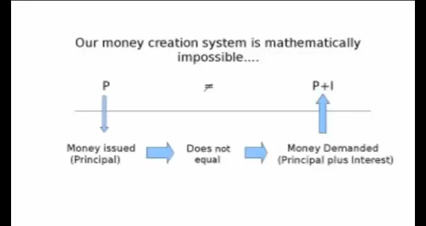 Our money creation system is mathematically
impossible....
P ≠ P+I
Money issued
(Principal)
Does not
equal
Money Demanded
(Principal plus Interest)